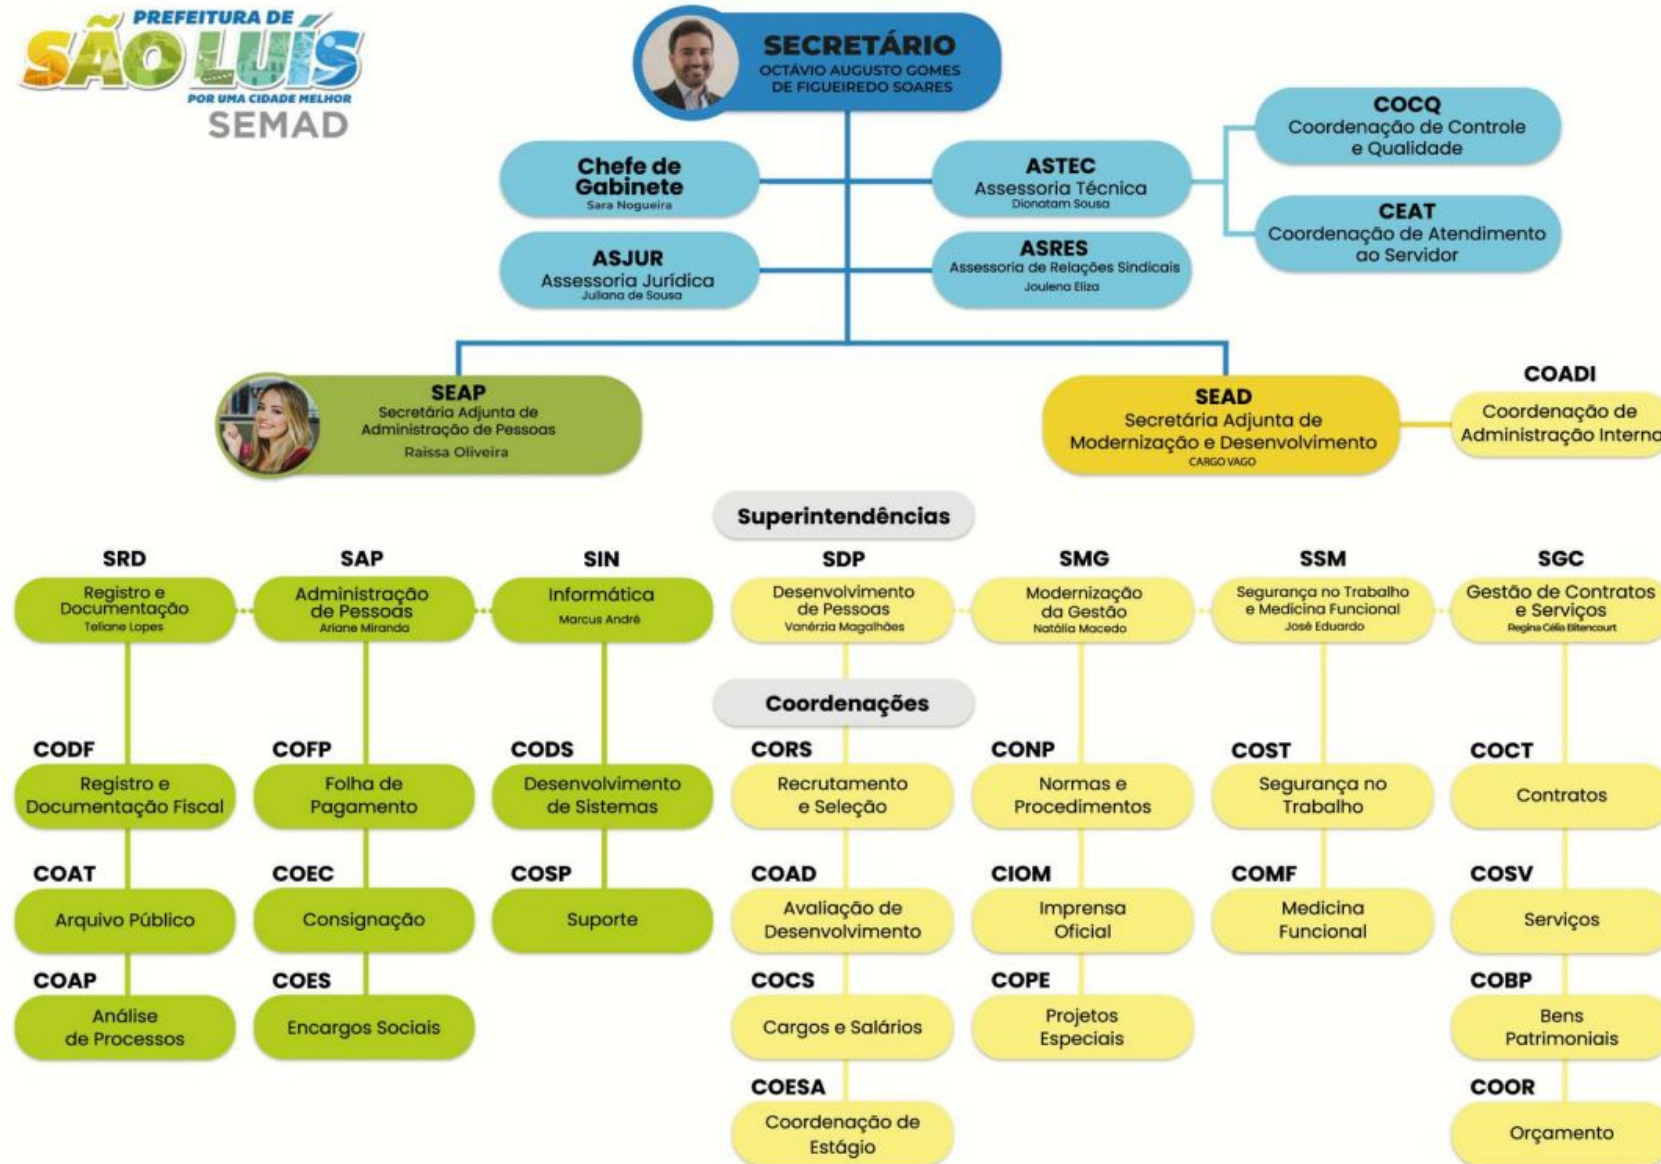 PREFEITURA DE
SÃO LUÍS
POR UMA CIDADE MELHOR
SEMAD
SECRETÁRIO
OCTÁVIO AUGUSTO GOMES
DE FIGUEIREDO SOARES
Chefe de
Gabinete
Sara Nogueira
ASTEC
Assessoria Técnica
Dionatam Sousa
COCQ
Coordenação de Controle
e Qualidade
CEAT
Coordenação de Atendimento
ao Servidor
ASJUR
Assessoria Jurídica
Juliana de Sousa
ASRES
Assessoria de Relações Sindicais
Joulena Eliza
SEAP
Secretária Adjunta de
Administração de Pessoas
Raissa Oliveira
SEAD
Secretária Adjunta de
Modernização e Desenvolvimento
CARGO VAGO
COADI
Coordenação de
Administração Interna
Superintendências
SRD
Registro e
Documentação
Teliane Lopes
SAP
Administração
de Pessoas
Ariane Miranda
SIN
Informática
Marcus André
SDP
Desenvolvimento
de Pessoas
Vanérzia Magalhães
SMG
Modernização
da Gestão
Natália Macedo
SSM
Segurança no Trabalho
e Medicina Funcional
José Eduardo
SGC
Gestão de Contratos
e Serviços
Regina Célia Bitencourt
Coordenações
CODF
Registro e
Documentação Fiscal
COFP
Folha de
Pagamento
CODS
Desenvolvimento
de Sistemas
CORS
Recrutamento
e Seleção
CONP
Normas e
Procedimentos
COST
Segurança no
Trabalho
COCT
Contratos
COAT
Arquivo Público
COEC
Consignação
COSP
Suporte
COAD
Avaliação de
Desenvolvimento
CIOM
Imprensa
Oficial
COMF
Medicina
Funcional
COSV
Serviços
COAP
Análise
de Processos
COES
Encargos Sociais
COCS
Cargos e Salários
COPE
Projetos
Especiais
COBP
Bens
Patrimoniais
COESA
Coordenação de
Estágio
COOR
Orçamento